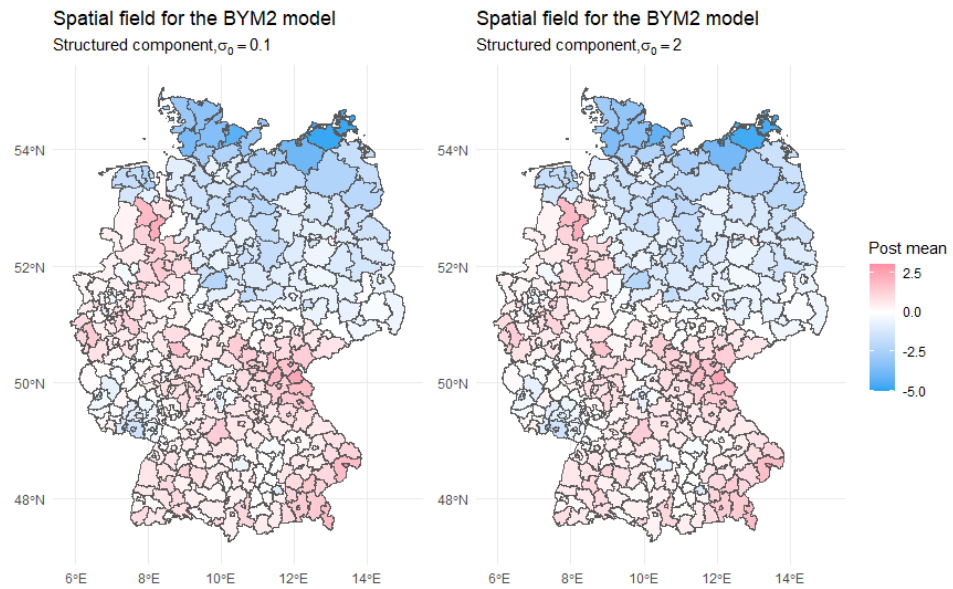 Spatial field for the BYM2 model
Structured component,σ₀ = 0.1
54°N
52°N
50°N
48°N
6°E
8°E
10°E
12°E
14°E
Spatial field for the BYM2 model
Structured component,σ₀ = 2
54°N
52°N
50°N
48°N
6°E
8°E
10°E
12°E
14°E
Post mean
2.5
0.0
-2.5
-5.0